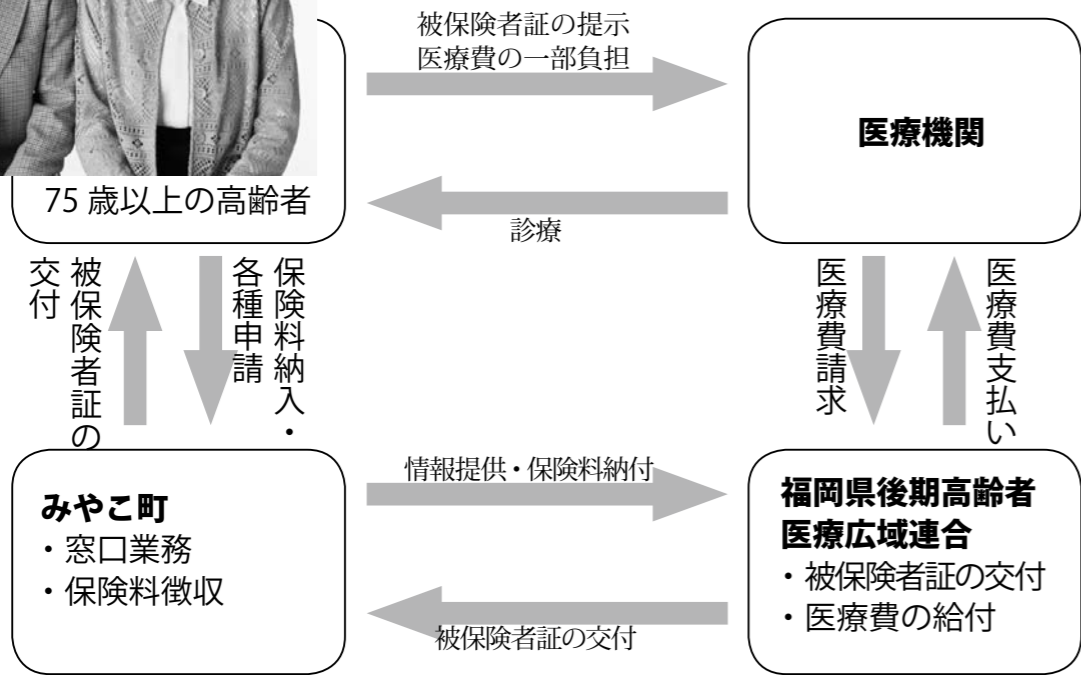 被保険者証の提示
医療費の一部負担
医療機関
75 歳以上の高齢者
診療
被保険者証の
交付
保険料納入・
各種申請
医療費請求
医療費支払い
みやこ町
・窓口業務
・保険料徴収
情報提供・保険料納付
福岡県後期高齢者
医療広域連合
・被保険者証の交付
・医療費の給付
被保険者証の交付